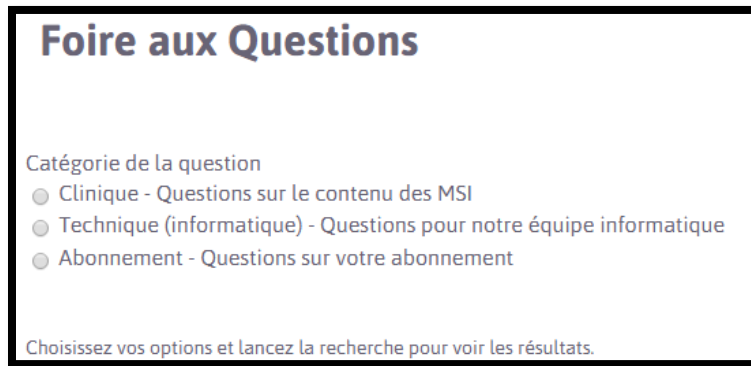 Foire aux Questions
Catégorie de la question
Clinique - Questions sur le contenu des MSI
Technique (informatique) - Questions pour notre équipe informatique
Abonnement - Questions sur votre abonnement
Choisissez vos options et lancez la recherche pour voir les résultats.